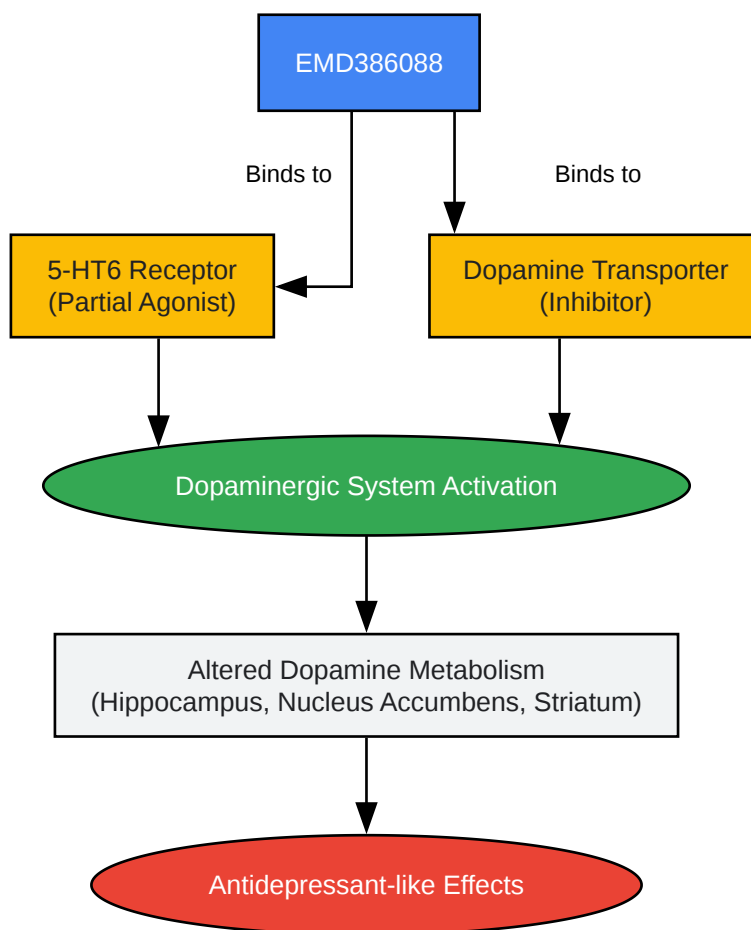 EMD386088
Binds to
Binds to
5-HT6 Receptor
(Partial Agonist)
Dopamine Transporter
(Inhibitor)
Dopaminergic System Activation
Altered Dopamine Metabolism
(Hippocampus, Nucleus Accumbens, Striatum)
Antidepressant-like Effects